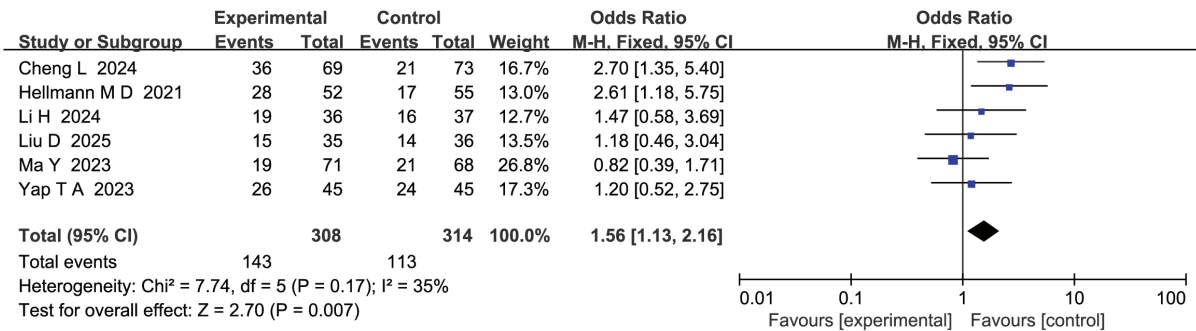 Experimental Control Odds Ratio Odds Ratio
Study or Subgroup Events Total Events Total Weight M-H, Fixed, 95% CI M-H, Fixed, 95% CI
Cheng L 2024 36 69 21 73 16.7% 2.70 [1.35, 5.40]
Hellmann M D 2021 28 52 17 55 13.0% 2.61 [1.18, 5.75]
Li H 2024 19 36 16 37 12.7% 1.47 [0.58, 3.69]
Liu D 2025 15 35 14 36 13.5% 1.18 [0.46, 3.04]
Ma Y 2023 19 71 21 68 26.8% 0.82 [0.39, 1.71]
Yap T A 2023 26 45 24 45 17.3% 1.20 [0.52, 2.75]
Total (95% CI) 308 314 100.0% 1.56 [1.13, 2.16]
Total events 143 113
Heterogeneity: Chi² = 7.74, df = 5 (P = 0.17); I² = 35%
Test for overall effect: Z = 2.70 (P = 0.007)
0.01 0.1 1 10 100
Favours [experimental] Favours [control]